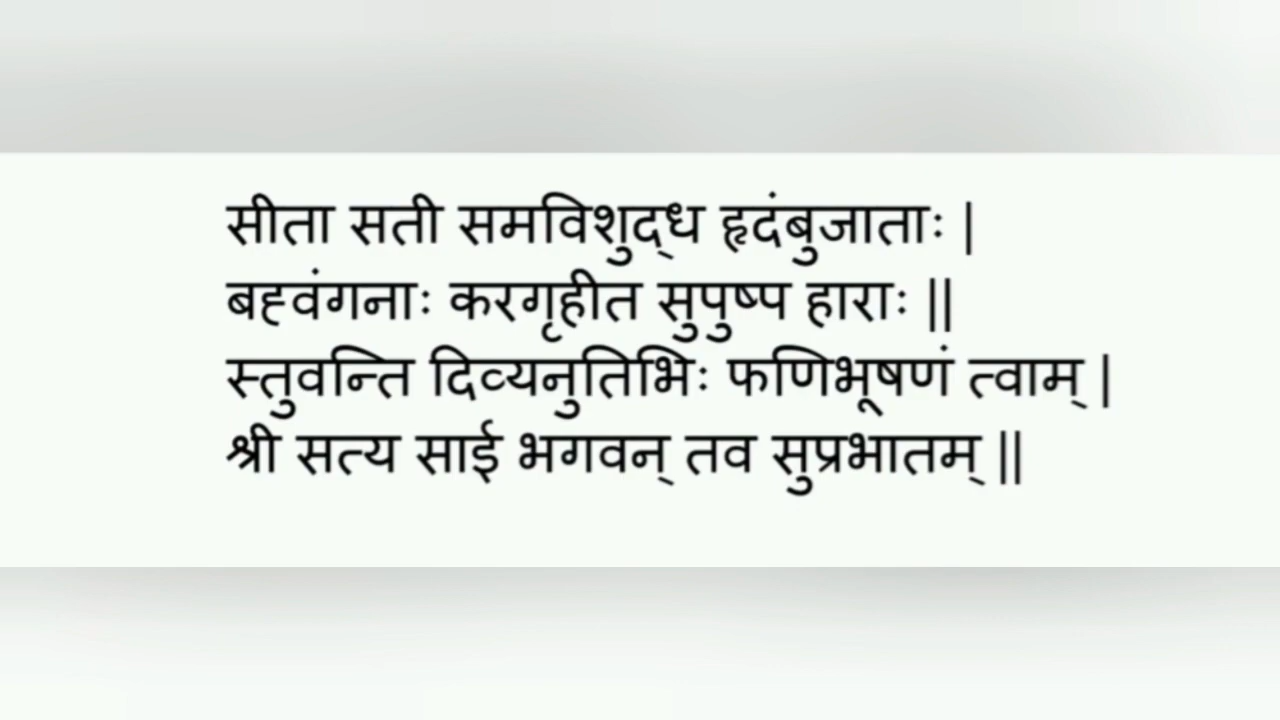 सीता सती समविशुद्ध हृदंबुजाताः |
बह्वंगनाः करगृहीत सुपुष्प हाराः ||
स्तुवन्ति दिव्यनुतिभिः फणिभूषणं त्वाम् |
श्री सत्य साई भगवन् तव सुप्रभातम् ||